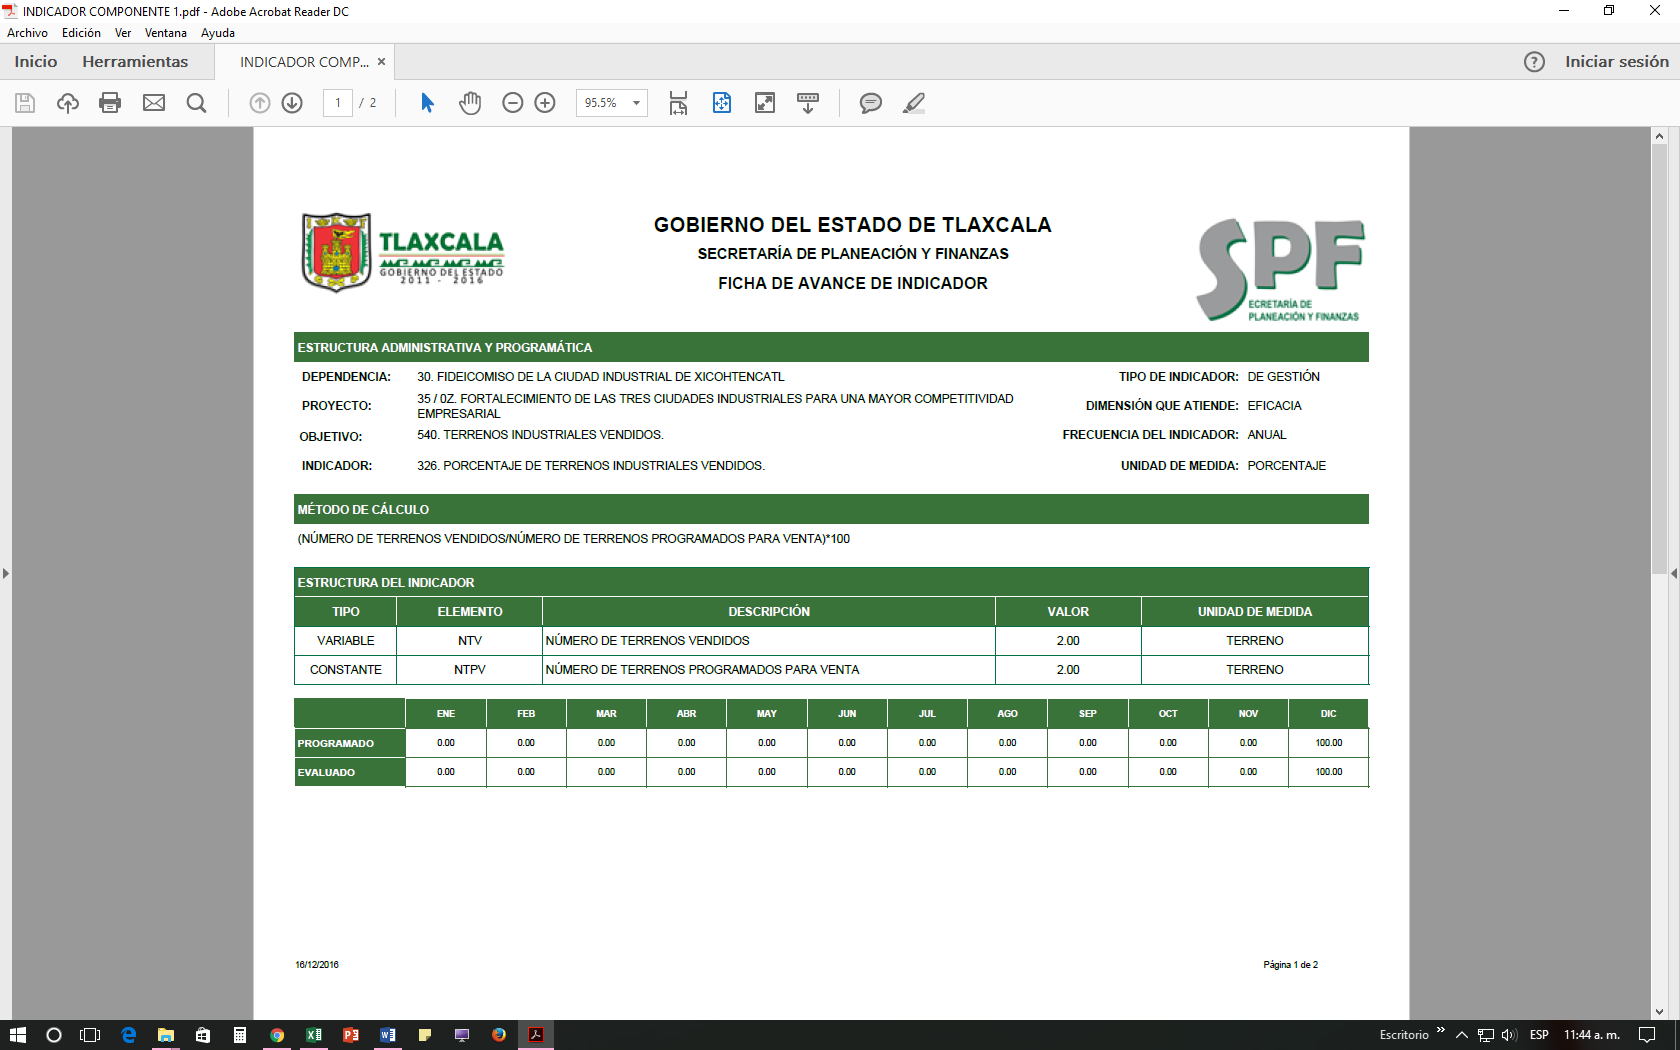 INDICADOR COMPONENTE 1.pdf - Adobe Acrobat Reader DC
Archivo Edición Ver Ventana Ayuda
Inicio Herramientas INDICADOR COMP... × ? Iniciar sesión
1 / 2 95.5%
TLAXCALA
GOBIERNO DEL ESTADO
2011 - 2016
GOBIERNO DEL ESTADO DE TLAXCALA
SECRETARÍA DE PLANEACIÓN Y FINANZAS
FICHA DE AVANCE DE INDICADOR
SPF
ECRETARÍA DE
PLANEACIÓN Y FINANZAS
ESTRUCTURA ADMINISTRATIVA Y PROGRAMÁTICA
DEPENDENCIA: 30. FIDEICOMISO DE LA CIUDAD INDUSTRIAL DE XICOHTENCATL TIPO DE INDICADOR: DE GESTIÓN
PROYECTO: 35 / 0Z. FORTALECIMIENTO DE LAS TRES CIUDADES INDUSTRIALES PARA UNA MAYOR COMPETITIVIDAD EMPRESARIAL DIMENSIÓN QUE ATIENDE: EFICACIA
OBJETIVO: 540. TERRENOS INDUSTRIALES VENDIDOS. FRECUENCIA DEL INDICADOR: ANUAL
INDICADOR: 326. PORCENTAJE DE TERRENOS INDUSTRIALES VENDIDOS. UNIDAD DE MEDIDA: PORCENTAJE
MÉTODO DE CÁLCULO
(NÚMERO DE TERRENOS VENDIDOS/NÚMERO DE TERRENOS PROGRAMADOS PARA VENTA)*100
ESTRUCTURA DEL INDICADOR
TIPO ELEMENTO DESCRIPCIÓN VALOR UNIDAD DE MEDIDA
VARIABLE NTV NÚMERO DE TERRENOS VENDIDOS 2.00 TERRENO
CONSTANTE NTPV NÚMERO DE TERRENOS PROGRAMADOS PARA VENTA 2.00 TERRENO
ENE FEB MAR ABR MAY JUN JUL AGO SEP OCT NOV DIC
PROGRAMADO 0.00 0.00 0.00 0.00 0.00 0.00 0.00 0.00 0.00 0.00 0.00 100.00
EVALUADO 0.00 0.00 0.00 0.00 0.00 0.00 0.00 0.00 0.00 0.00 0.00 100.00
16/12/2016 Página 1 de 2
Escritorio » ESP 11:44 a. m.